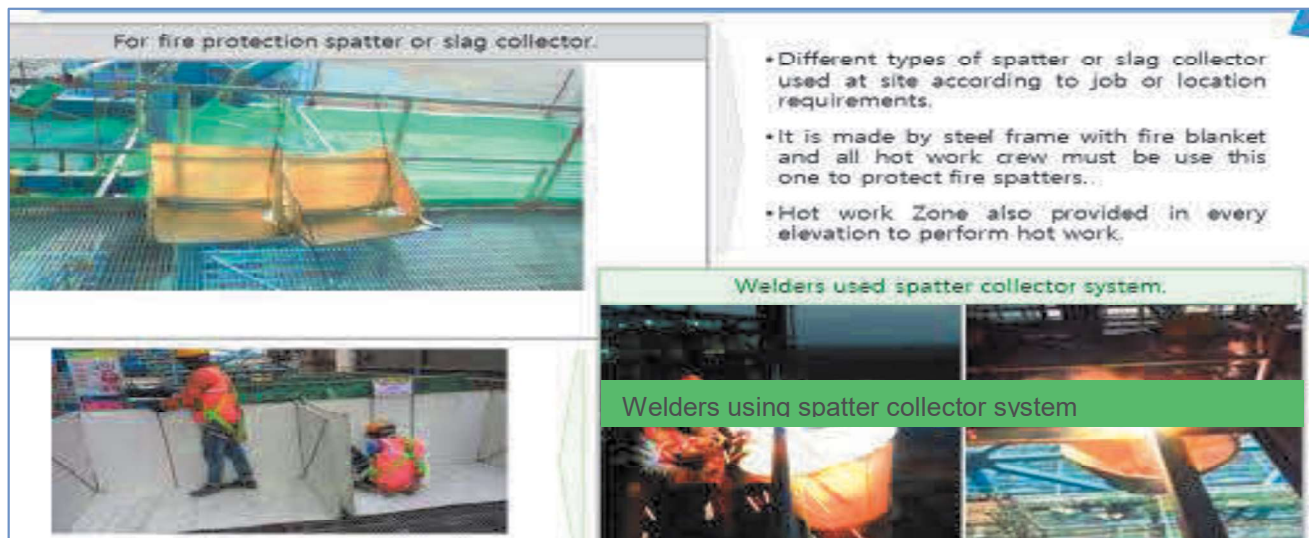 For fire protection spatter or slag collector.
•Different types of spatter or slag collector
used at site according to job or location
requirements.
•It is made by steel frame with fire blanket
and all hot work crew must be use this
one to protect fire spatters..
•Hot work Zone also provided in every
elevation to perform hot work.
Welders used spatter collector system.
Welders using spatter collector system